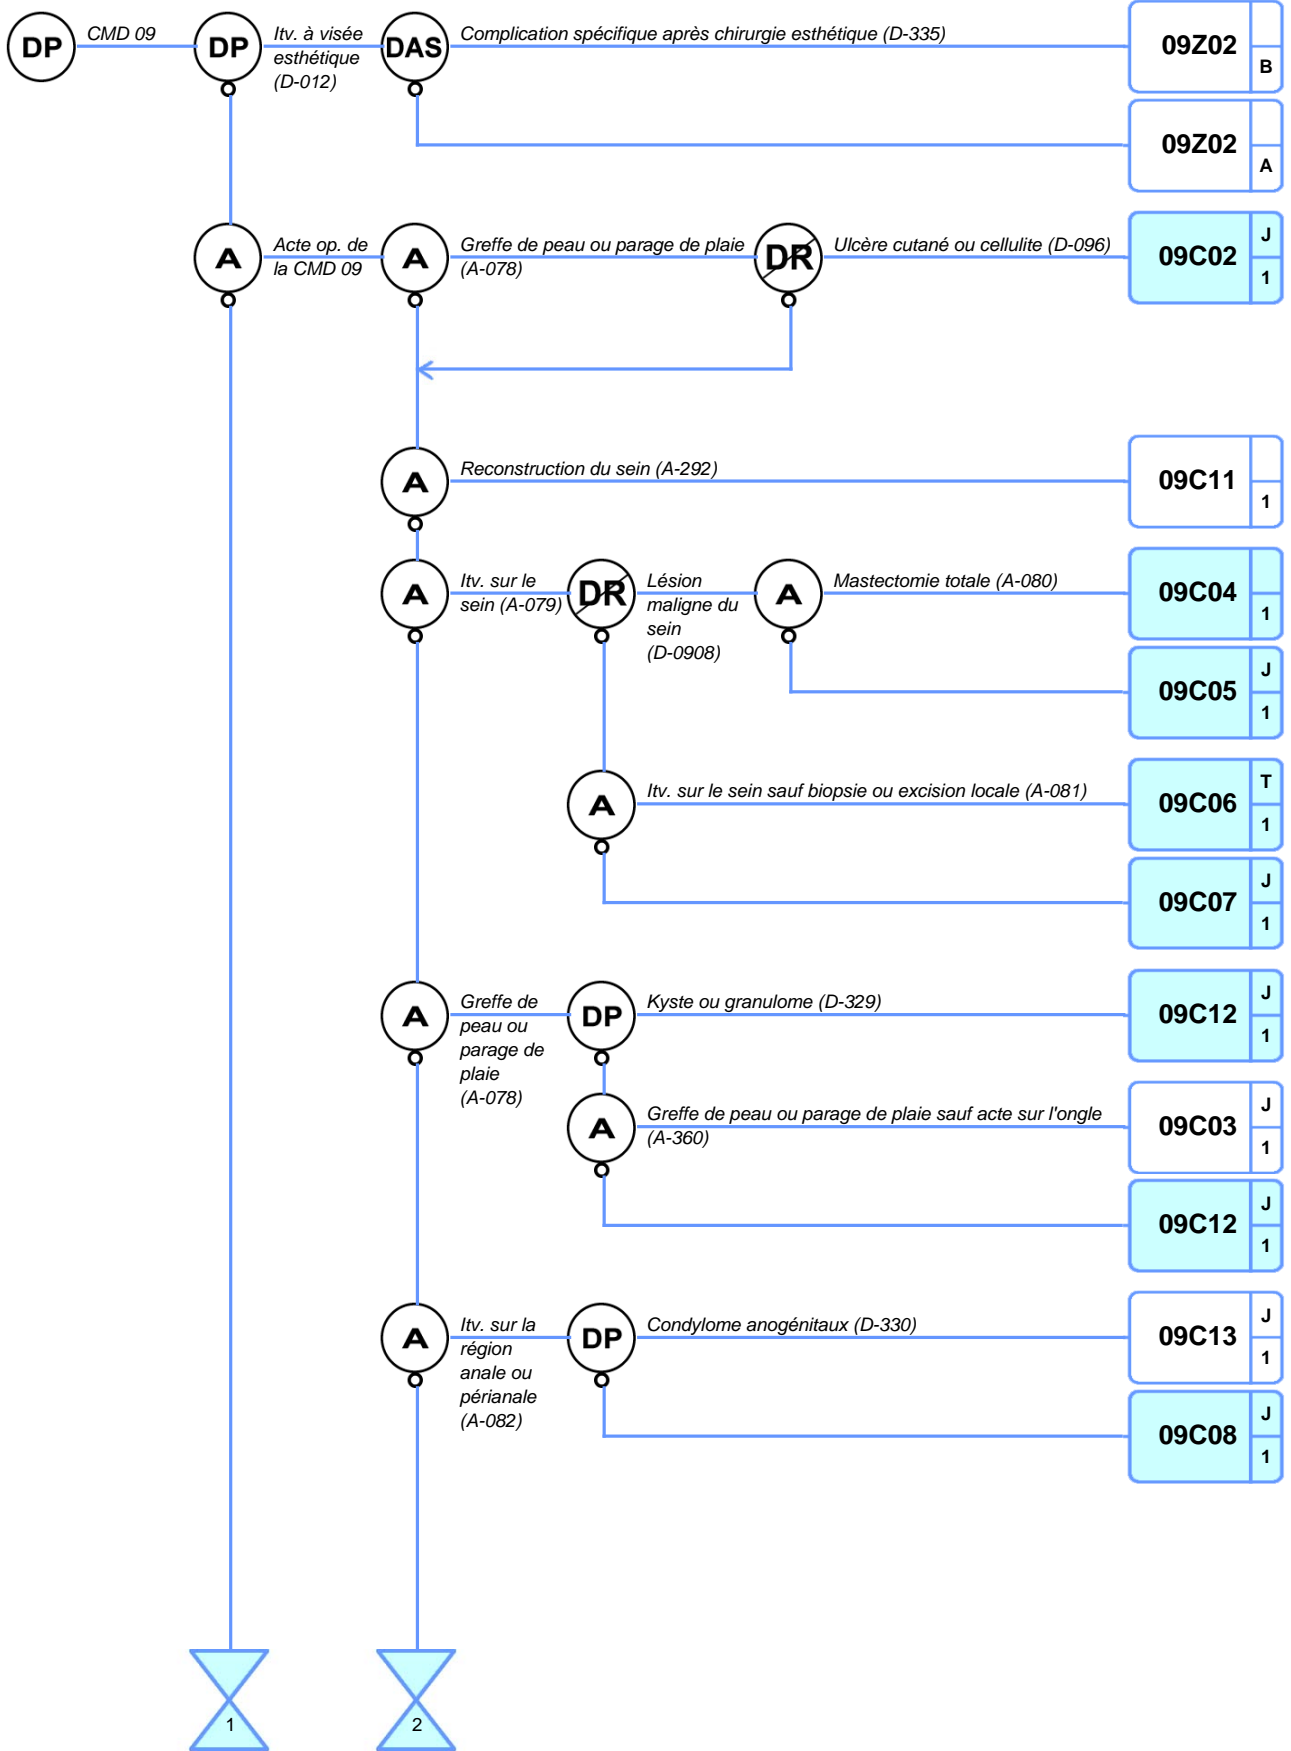 DP
CMD 09
DP
Itv. à visée
esthétique
(D-012)
DAS
Complication spécifique après chirurgie esthétique (D-335)
09Z02
B
09Z02
A
A
Acte op. de
la CMD 09
A
Greffe de peau ou parage de plaie
(A-078)
DR
Ulcère cutané ou cellulite (D-096)
09C02
J
1
A
Reconstruction du sein (A-292)
09C11
1
A
Itv. sur le
sein (A-079)
DR
Lésion
maligne du
sein
(D-0908)
A
Mastectomie totale (A-080)
09C04
1
09C05
J
1
A
Itv. sur le sein sauf biopsie ou excision locale (A-081)
09C06
T
1
09C07
J
1
A
Greffe de
peau ou
parage de
plaie
(A-078)
DP
Kyste ou granulome (D-329)
09C12
J
1
A
Greffe de peau ou parage de plaie sauf acte sur l'ongle
(A-360)
09C03
J
1
09C12
J
1
A
Itv. sur la
région
anale ou
périanale
(A-082)
DP
Condylome anogénitaux (D-330)
09C13
J
1
09C08
J
1
1
2